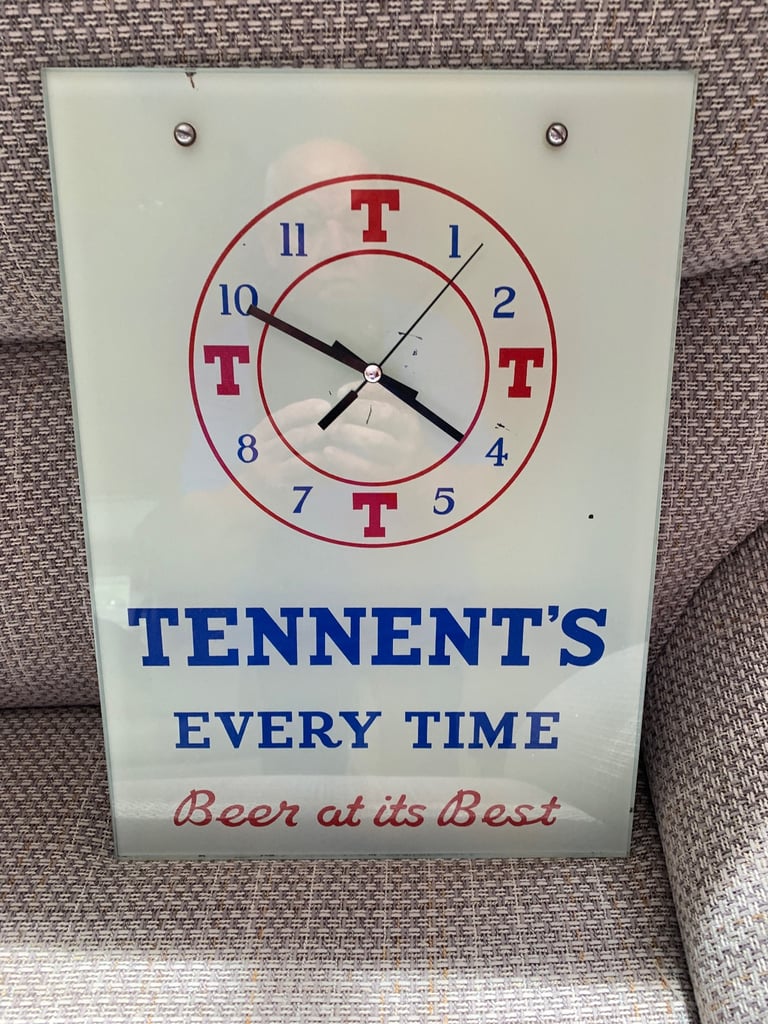 T
11 1
10 2
T T
8 4
7 5
T
TENNENT'S
EVERY TIME
Beer at its Best